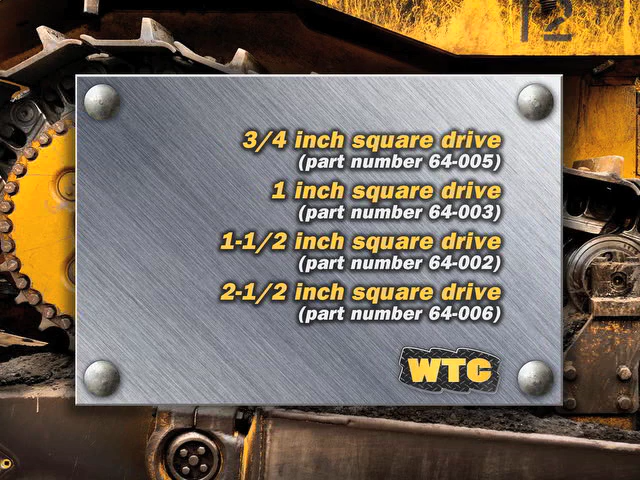 12
3/4 inch square drive
(part number 64-005)
1 inch square drive
(part number 64-003)
1-1/2 inch square drive
(part number 64-002)
2-1/2 inch square drive
(part number 64-006)
WTC